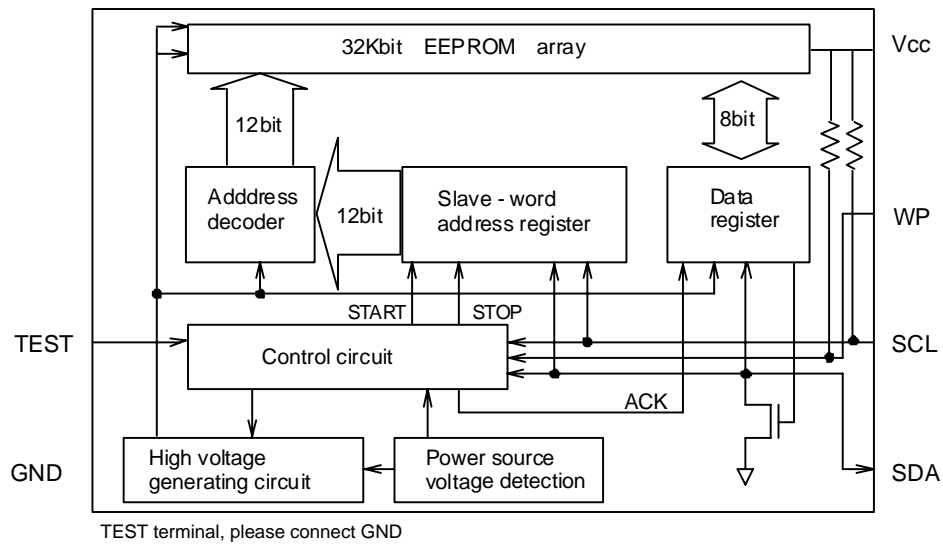 32Kbit EEPROM array
Vcc
12bit
8bit
Adddress
decoder
12bit
Slave - word
address register
Data
register
WP
START
STOP
TEST
Control circuit
SCL
ACK
GND
High voltage
generating circuit
Power source
voltage detection
SDA
TEST terminal, please connect GND